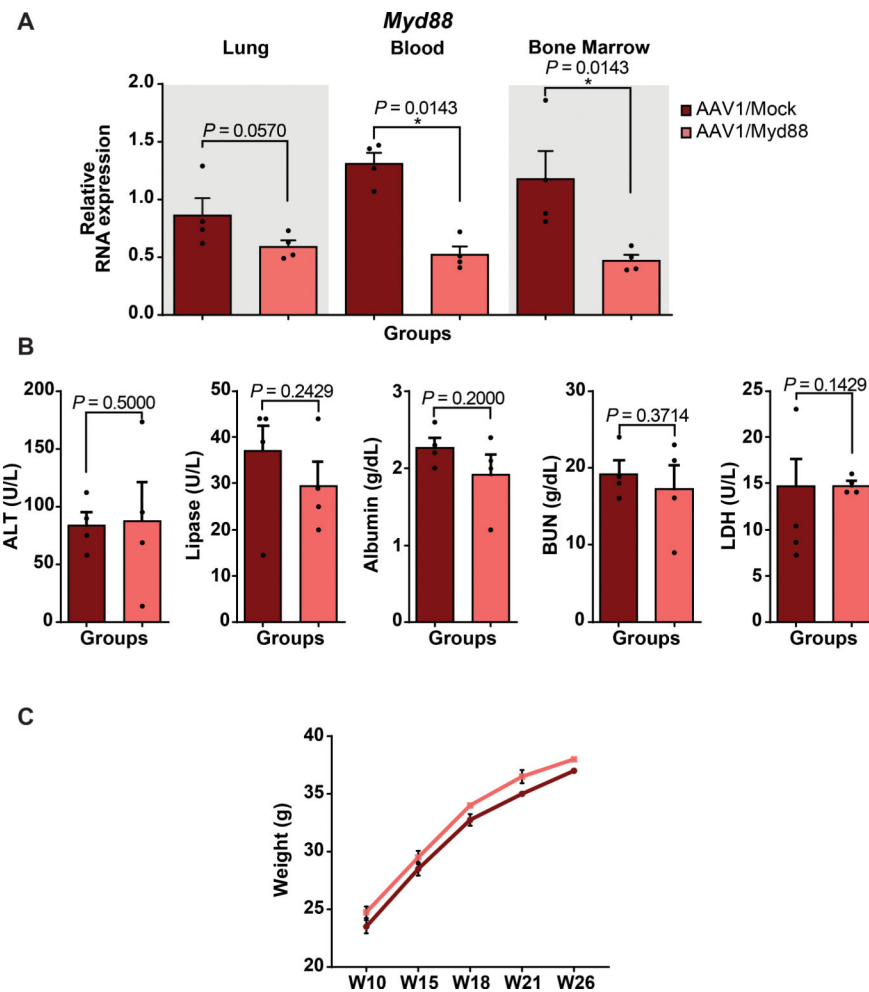 A
Myd88
Lung Blood Bone Marrow
P = 0.0570
P = 0.0143
*
P = 0.0143
*
AAV1/Mock
AAV1/Myd88
Relative
RNA expression
2.0
1.5
1.0
0.5
0.0
Groups
B
ALT (U/L)
200
150
100
50
0
P = 0.5000
Groups
Lipase (U/L)
50
40
30
20
10
0
P = 0.2429
Groups
Albumin (g/dL)
3
2
1
0
P = 0.2000
Groups
BUN (g/dL)
30
20
10
0
P = 0.3714
Groups
LDH (U/L)
25
20
15
10
5
0
P = 0.1429
Groups
C
Weight (g)
40
35
30
25
20
W10 W15 W18 W21 W26